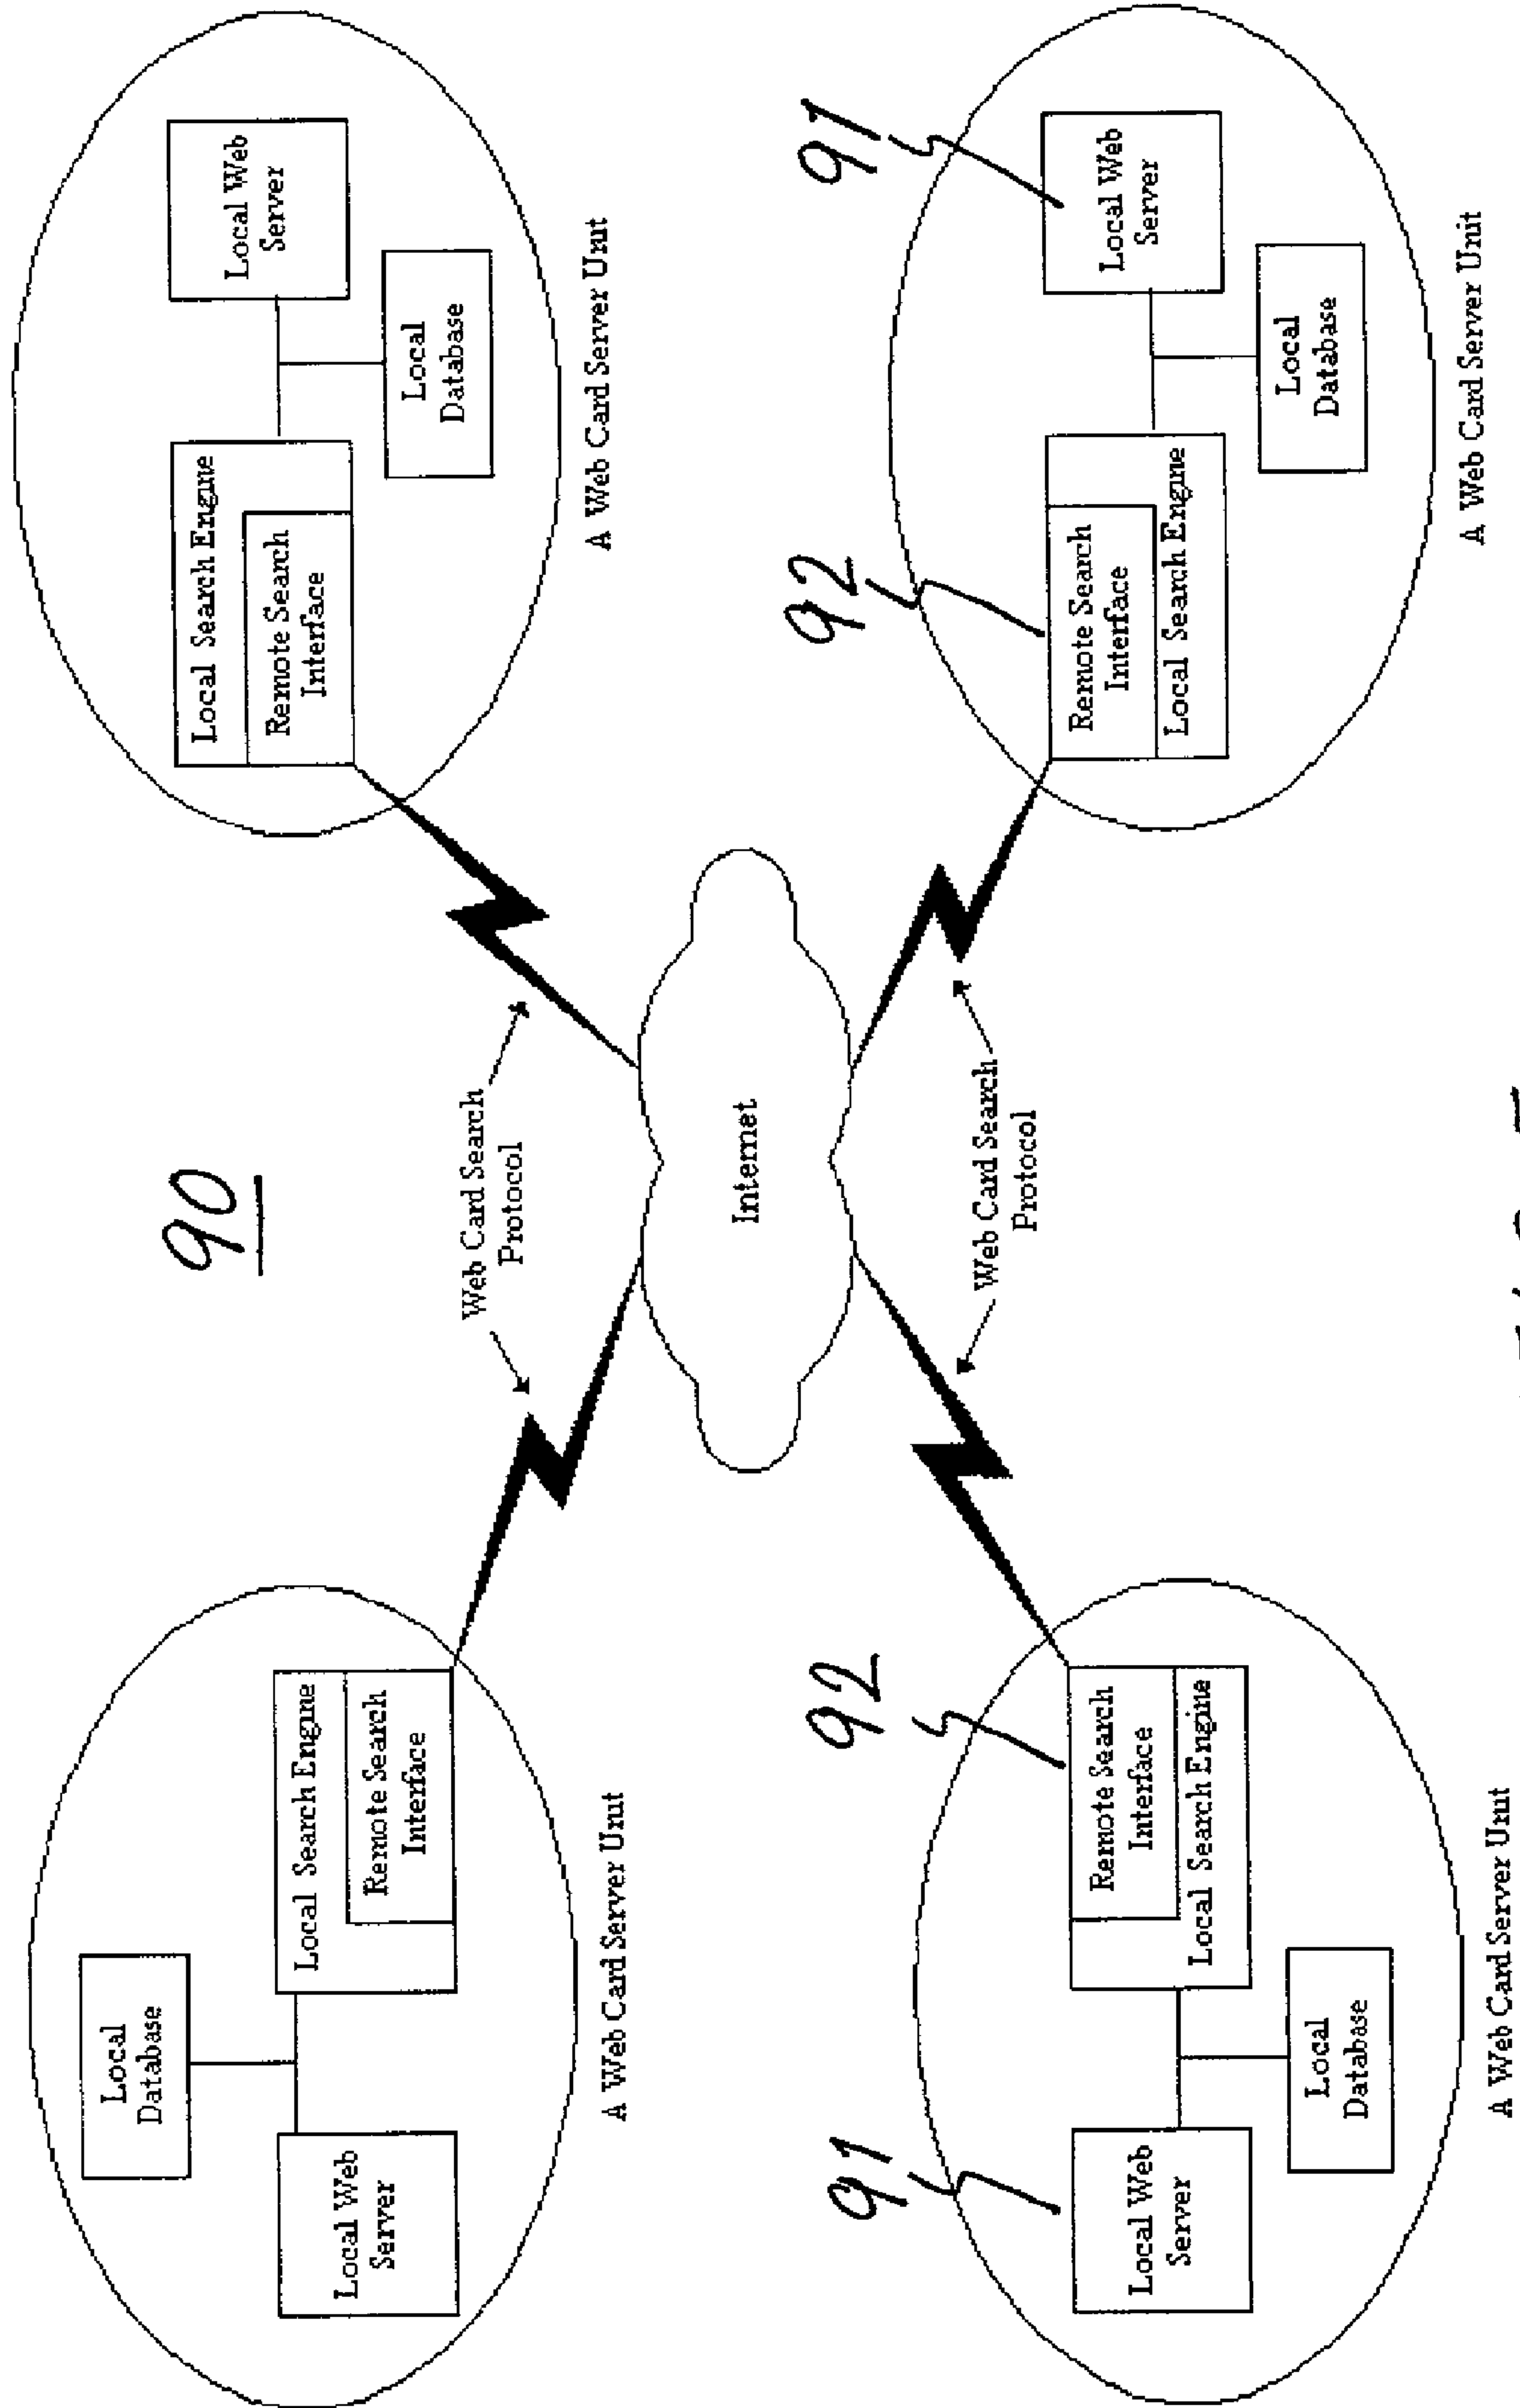 90
Local
Database
Local Search Engine
Remote Search
Interface
Local Web
Server
A Web Card Server Unit
Local Search Engine
Remote Search
Interface
Local Web
Server
Local
Database
A Web Card Server Unit
Web Card Search
Protocol
Internet
Web Card Search
Protocol
91
92
Local Web
Server
Remote Search
Interface
Local Search Engine
Local
Database
A Web Card Server Unit
92
91
Remote Search
Interface
Local Search Engine
Local Web
Server
Local
Database
A Web Card Server Unit